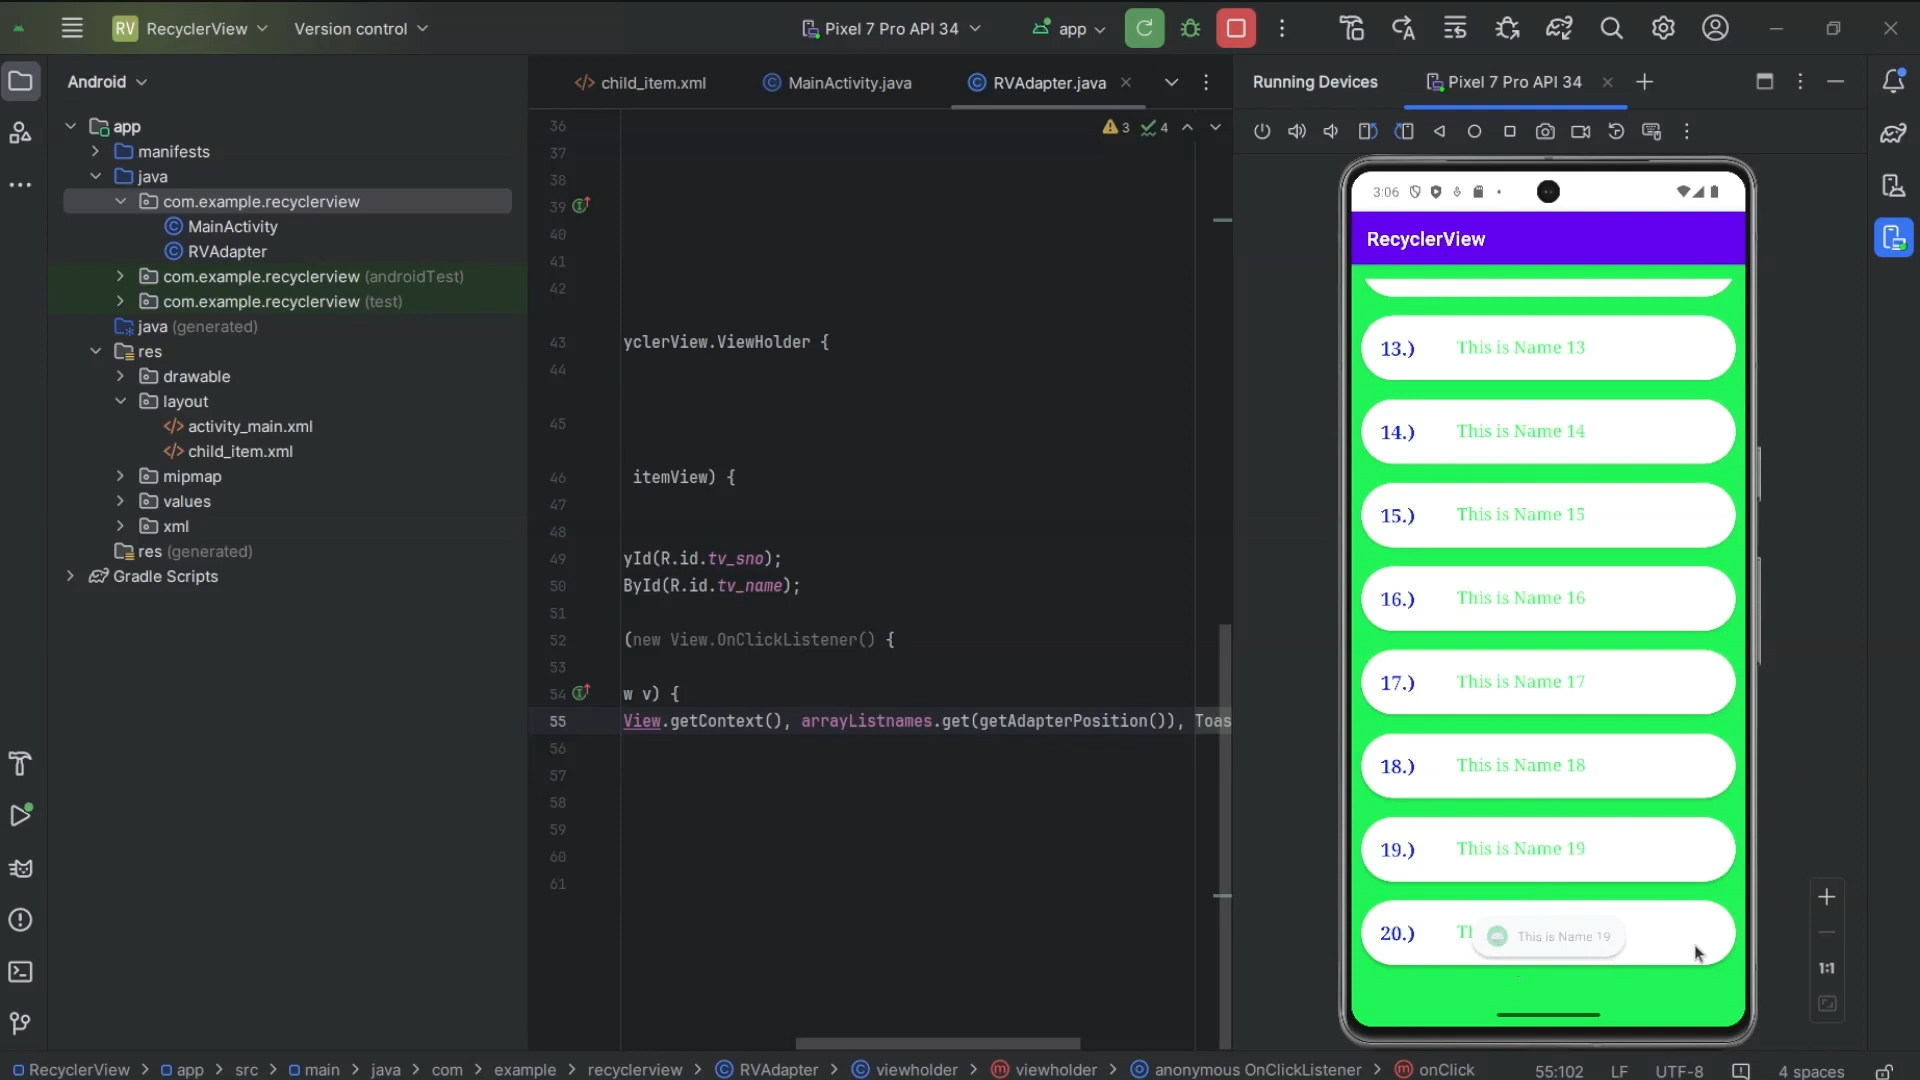 RV RecyclerView Version control Pixel 7 Pro API 34 app
Android
app
manifests
java
com.example.recyclerview
MainActivity
RVAdapter
com.example.recyclerview (androidTest)
com.example.recyclerview (test)
java (generated)
res
drawable
layout
activity_main.xml
child_item.xml
mipmap
values
xml
res (generated)
Gradle Scripts
child_item.xml MainActivity.java RVAdapter.java
3 4
36
37
38
39
40
41
42
43 yclerView.ViewHolder {
44
45
46 itemView) {
47
48
49 yId(R.id.tv_sno);
50 ById(R.id.tv_name);
51
52 (new View.OnClickListener() {
53
54 w v) {
55 View.getContext(), arrayListnames.get(getAdapterPosition()), Toas
56
57
58
59
60
61
Running Devices Pixel 7 Pro API 34
3:06
RecyclerView
13.) This is Name 13
14.) This is Name 14
15.) This is Name 15
16.) This is Name 16
17.) This is Name 17
18.) This is Name 18
19.) This is Name 19
20.) This is Name 19
1:1
RecyclerView > app > src > main > java > com > example > recyclerview > RVAdapter > viewholder > viewholder > anonymous OnClickListener > onClick 55:102 LF UTF-8 4 spaces